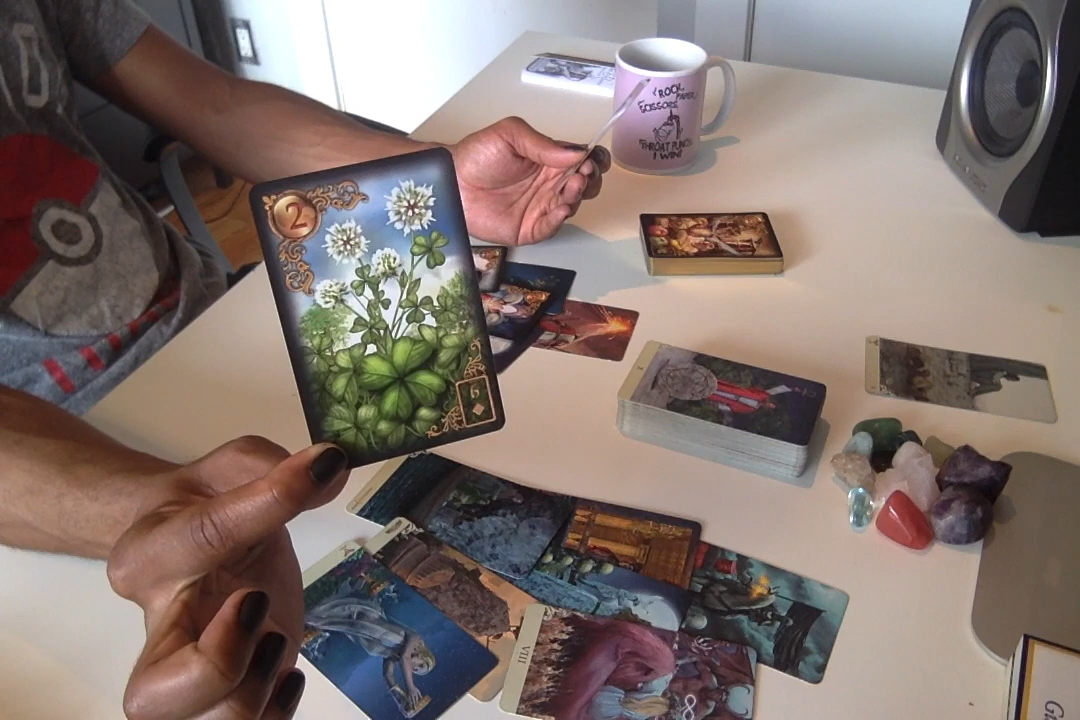 2
6
ROCK,
PAPER,
SCISSORS
THROAT PUNCH
I WIN!
VIII